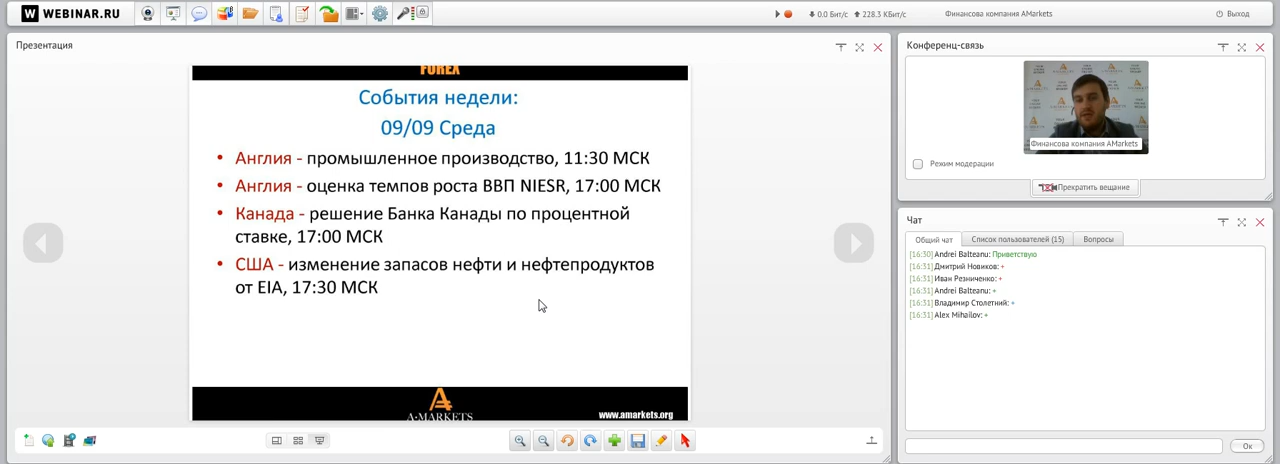 WEBINAR.RU
0.0 Бит/с 228.3 КБит/с
Финансова компания AMarkets
Выход
Презентация
FOREX
События недели:
09/09 Среда
• Англия - промышленное производство, 11:30 МСК
• Англия - оценка темпов роста ВВП NIESR, 17:00 МСК
• Канада - решение Банка Канады по процентной
ставке, 17:00 МСК
• США - изменение запасов нефти и нефтепродуктов
от EIA, 17:30 МСК
A·MARKETS
www.amarkets.org
Конференц-связь
Финансова компания AMarkets
Режим модерации
Прекратить вещание
Чат
Общий чат
Список пользователей (15)
Вопросы
[16:30] Andrei Balteanu: Приветствую
[16:31] Дмитрий Новиков: +
[16:31] Иван Резниченко: +
[16:31] Andrei Balteanu: +
[16:31] Владимир Столетний: +
[16:31] Alex Mihailov: +
Ок